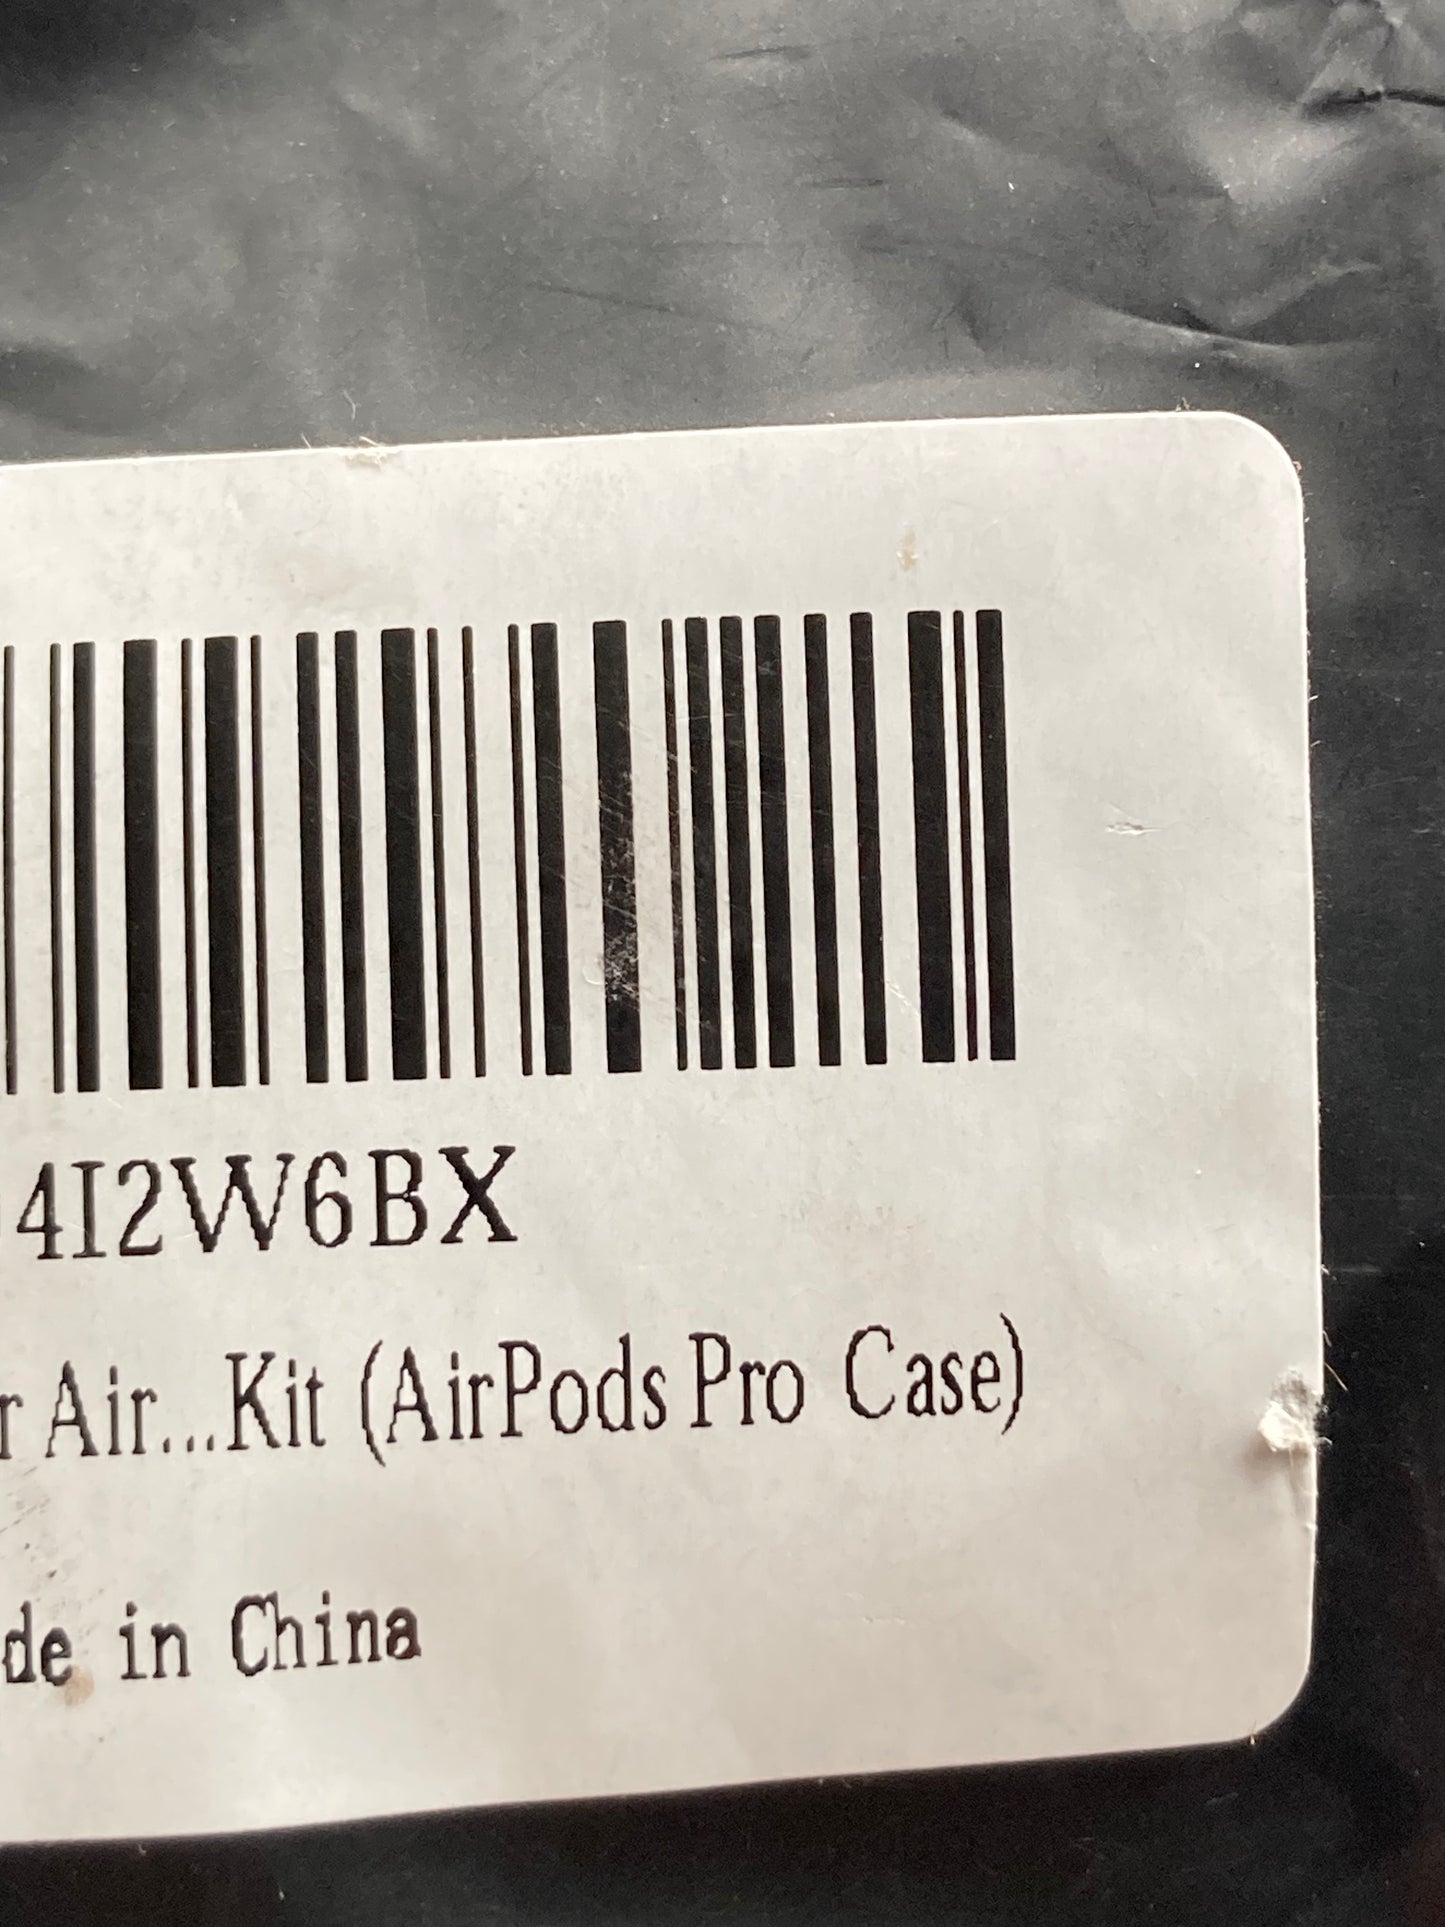 4I2W6BX
r Air...Kit (AirPods Pro Case)
de in China